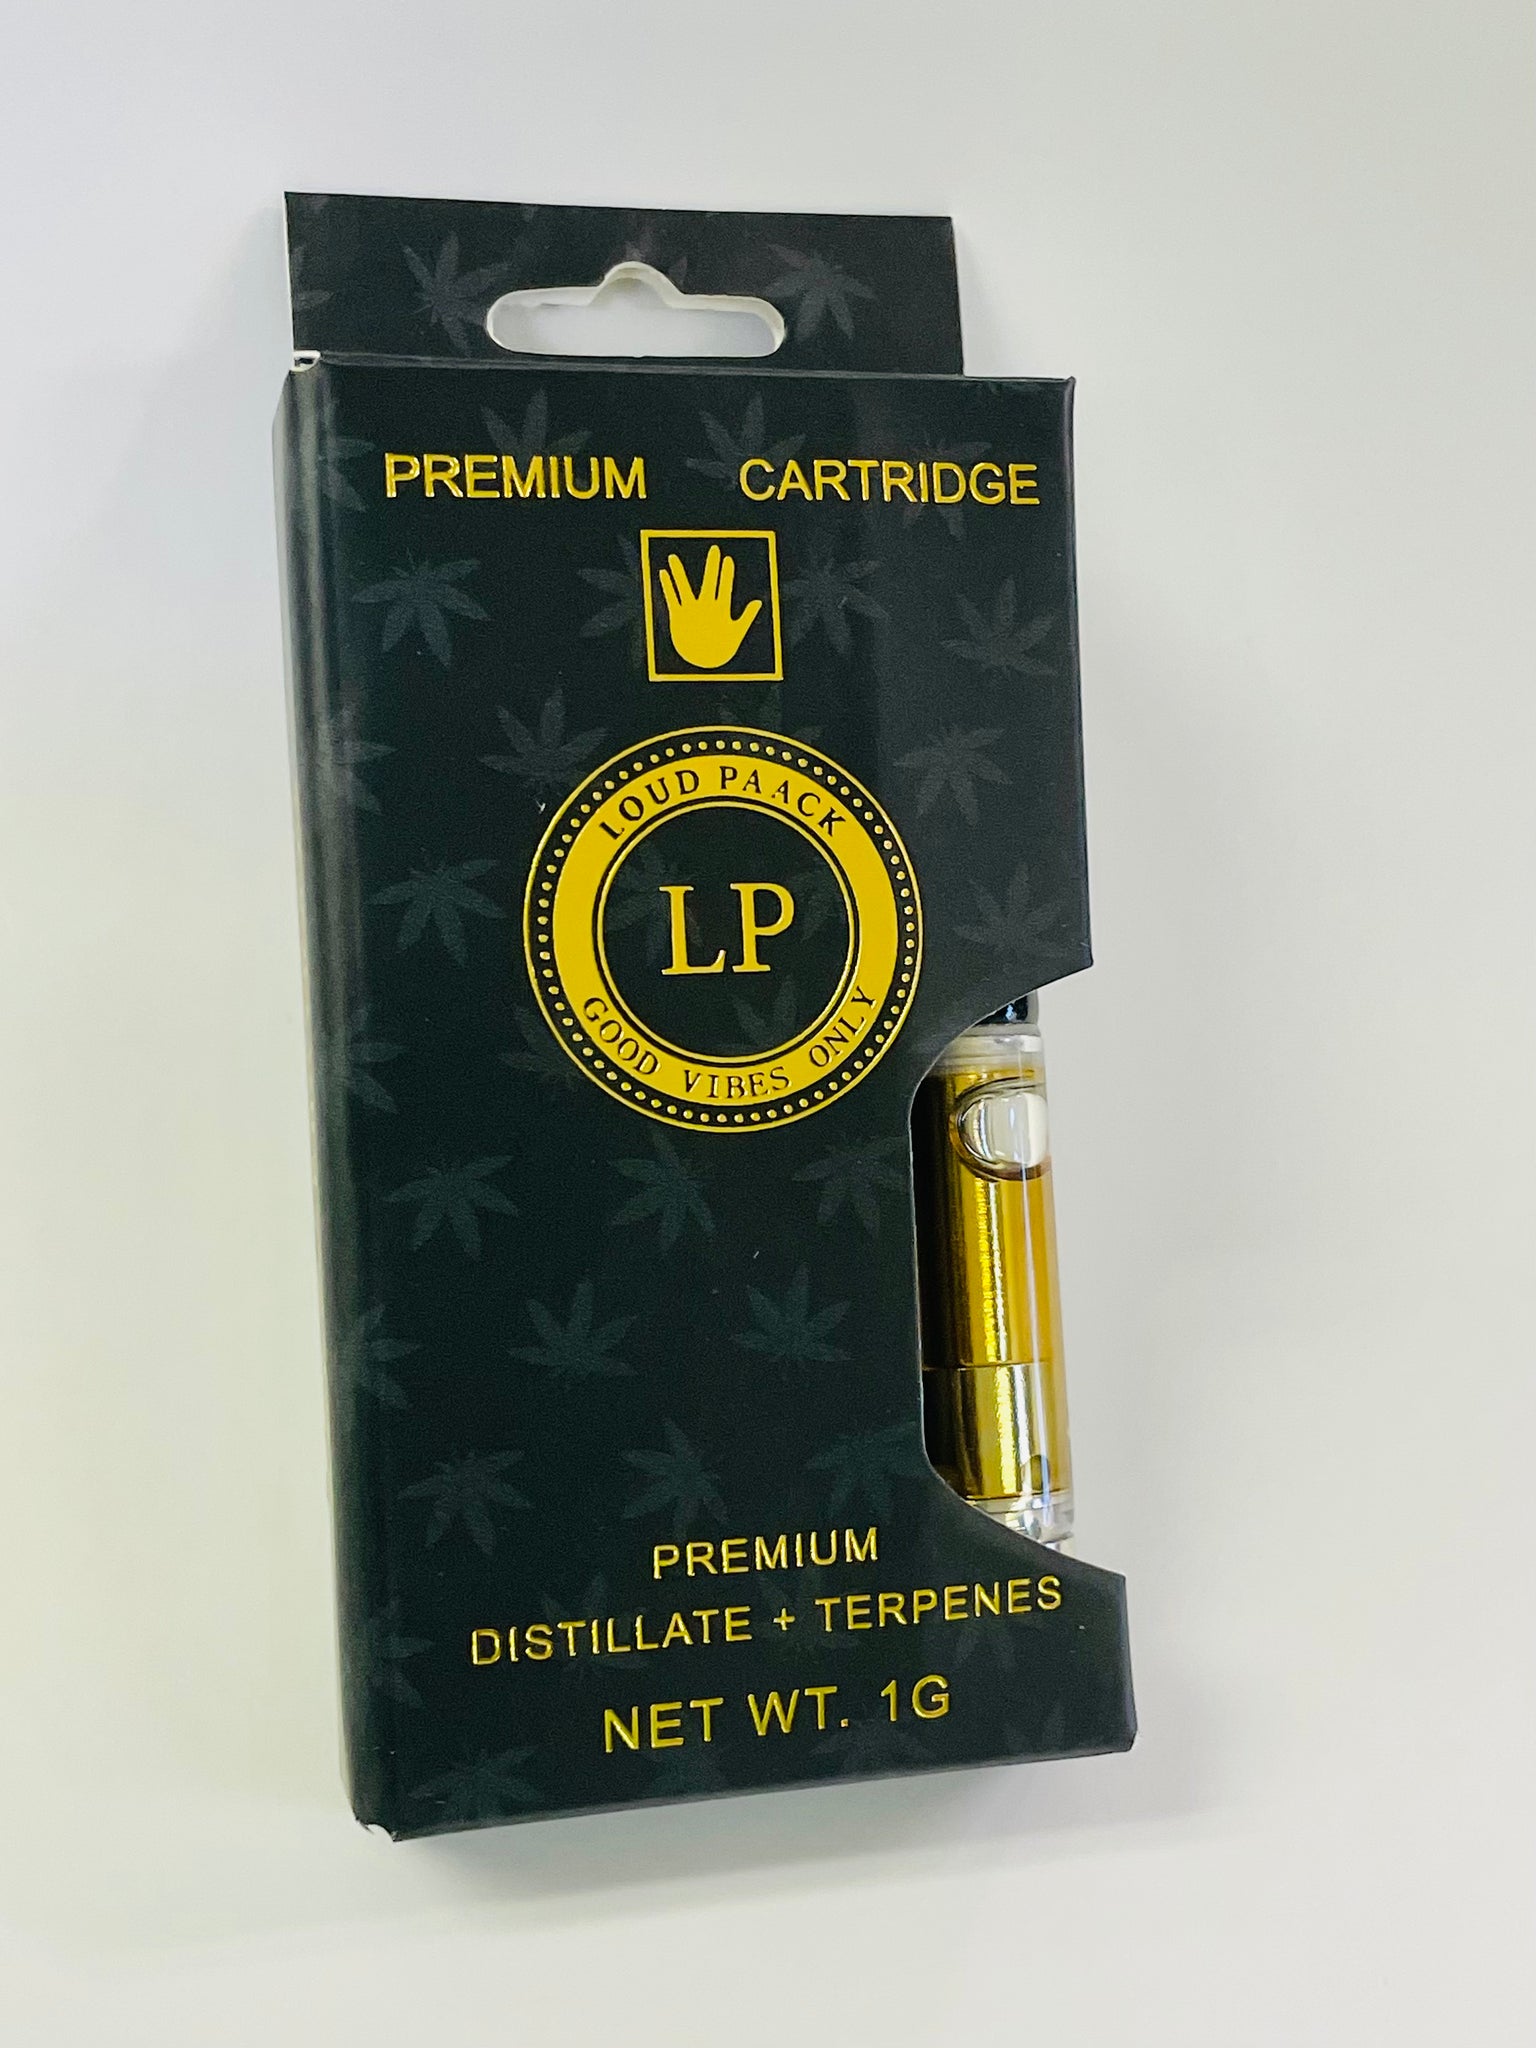 PREMIUM CARTRIDGE
LOUD PAACK
LP
GOOD VIBES ONLY
PREMIUM
DISTILLATE + TERPENES
NET WT. 1G